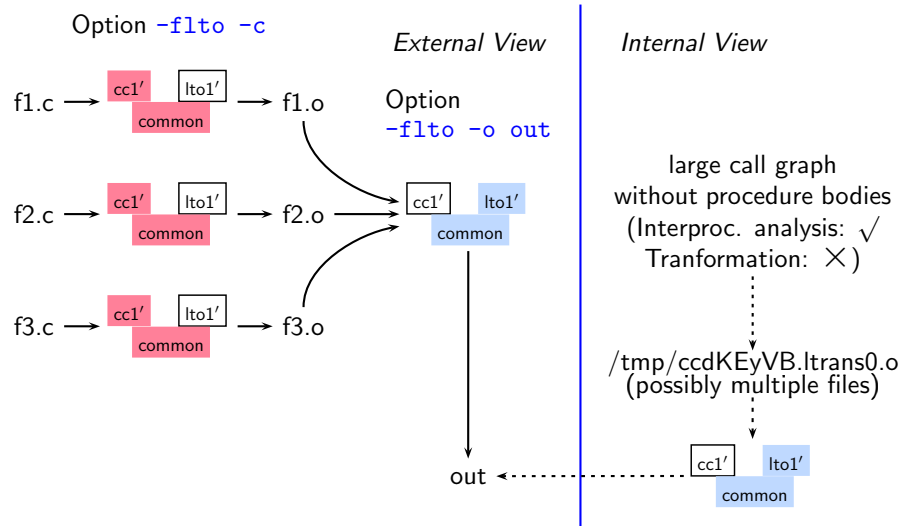 Option -flto -c
External View
Internal View
f1.c
cc1′
lto1′
common
f1.o
Option
-flto -o out
f2.c
cc1′
lto1′
common
f2.o
cc1′
lto1′
common
f3.c
cc1′
lto1′
common
f3.o
large call graph
without procedure bodies
(Interproc. analysis: √
Tranformation: ×)
/tmp/ccdKEyVB.ltrans0.o
(possibly multiple files)
cc1′
lto1′
common
out